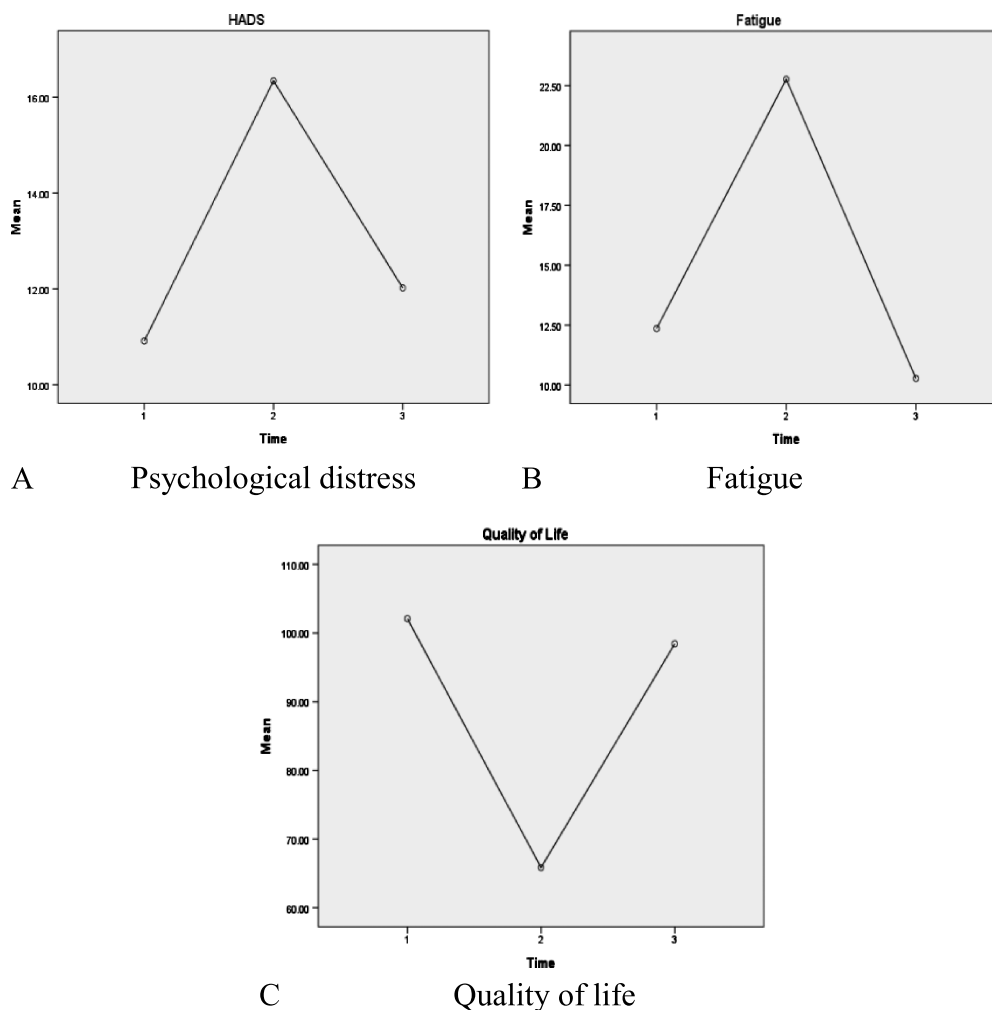 HADS
16.00
14.00
12.00
10.00
Mean
1 2 3
Time
A Psychological distress
Fatigue
22.50
20.00
17.50
15.00
12.50
10.00
Mean
1 2 3
Time
B Fatigue
Quality of Life
110.00
100.00
90.00
80.00
70.00
60.00
Mean
1 2 3
Time
C Quality of life